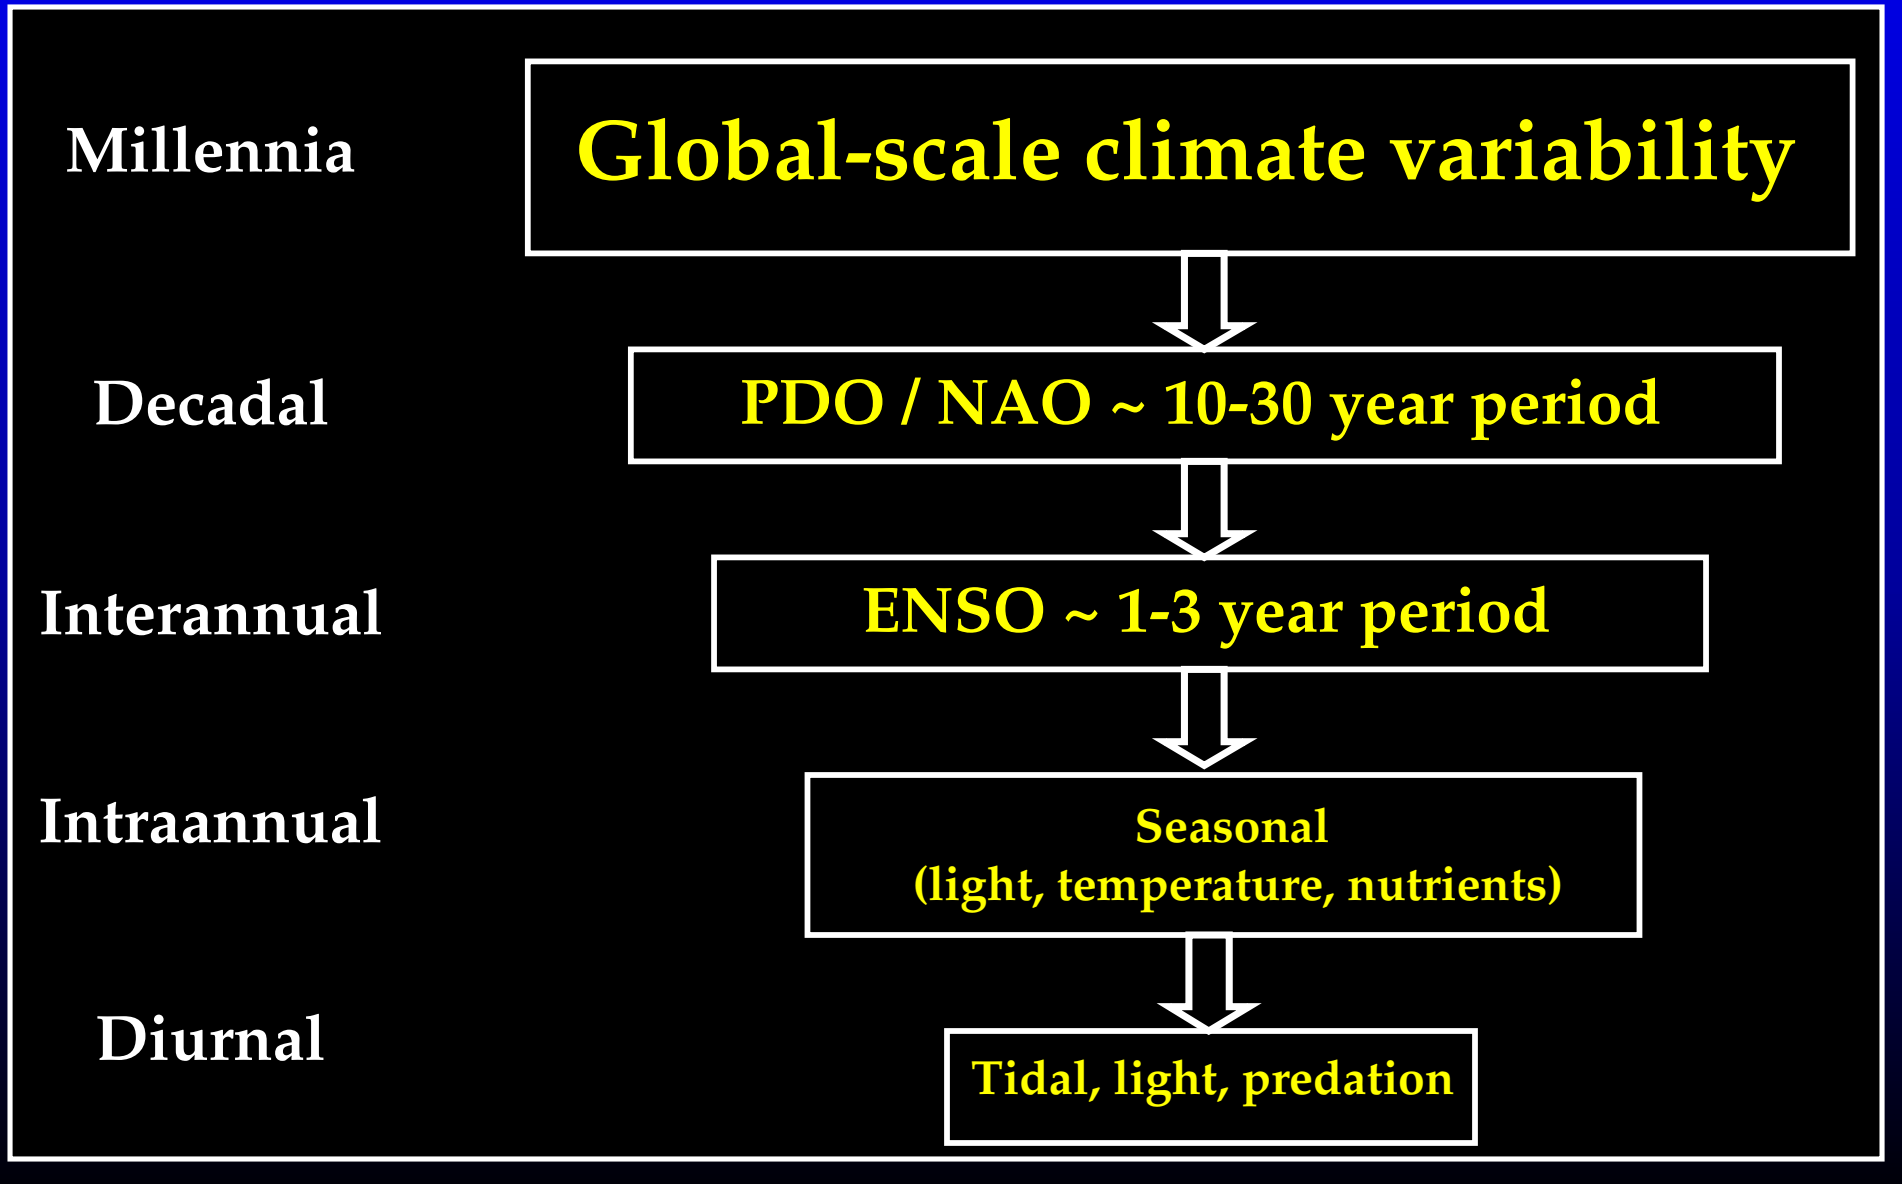 Millennia
Global-scale climate variability
Decadal
PDO / NAO ~ 10-30 year period
Interannual
ENSO ~ 1-3 year period
Intraannual
Seasonal
(light, temperature, nutrients)
Diurnal
Tidal, light, predation